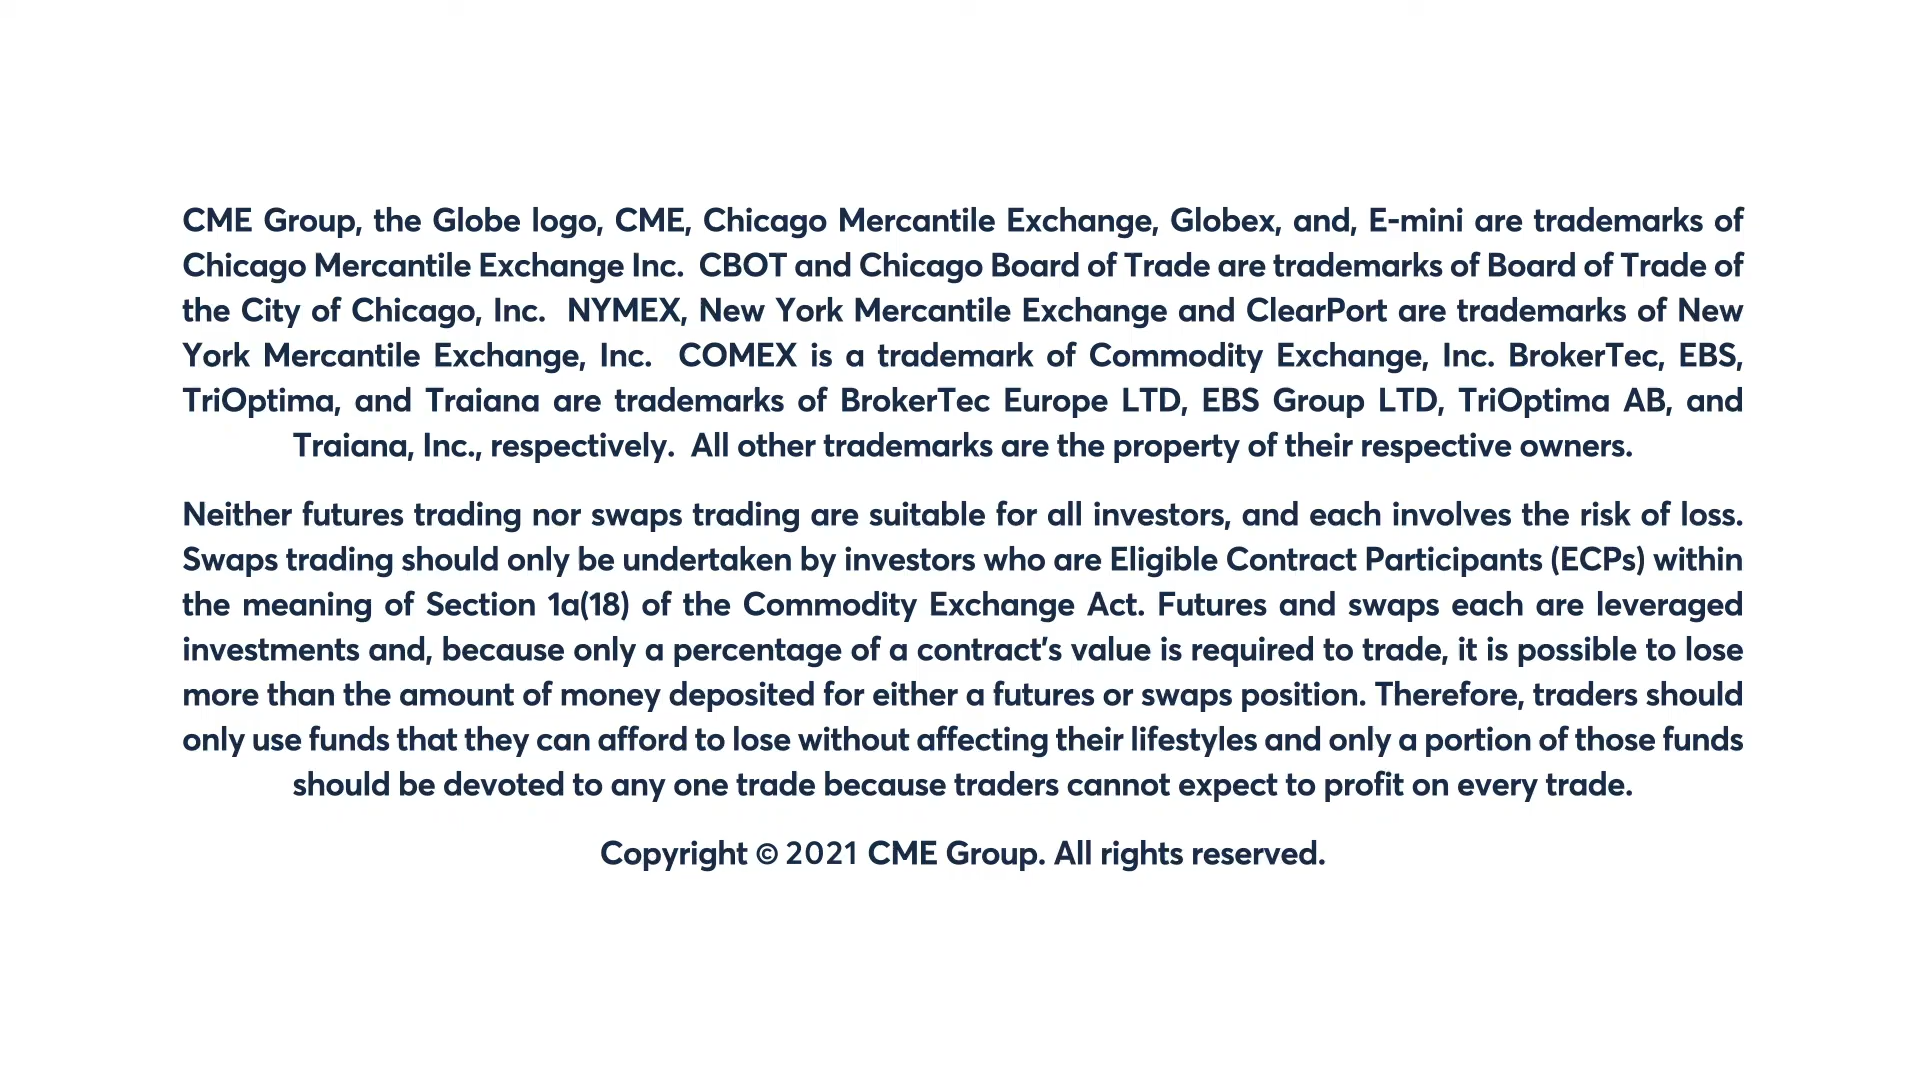 CME Group, the Globe logo, CME, Chicago Mercantile Exchange, Globex, and, E-mini are trademarks of
Chicago Mercantile Exchange Inc.  CBOT and Chicago Board of Trade are trademarks of Board of Trade of
the City of Chicago, Inc.  NYMEX, New York Mercantile Exchange and ClearPort are trademarks of New
York Mercantile Exchange, Inc.  COMEX is a trademark of Commodity Exchange, Inc. BrokerTec, EBS,
TriOptima, and Traiana are trademarks of BrokerTec Europe LTD, EBS Group LTD, TriOptima AB, and
Traiana, Inc., respectively.  All other trademarks are the property of their respective owners.
Neither futures trading nor swaps trading are suitable for all investors, and each involves the risk of loss.
Swaps trading should only be undertaken by investors who are Eligible Contract Participants (ECPs) within
the meaning of Section 1a(18) of the Commodity Exchange Act. Futures and swaps each are leveraged
investments and, because only a percentage of a contract's value is required to trade, it is possible to lose
more than the amount of money deposited for either a futures or swaps position. Therefore, traders should
only use funds that they can afford to lose without affecting their lifestyles and only a portion of those funds
should be devoted to any one trade because traders cannot expect to profit on every trade.
Copyright © 2021 CME Group. All rights reserved.